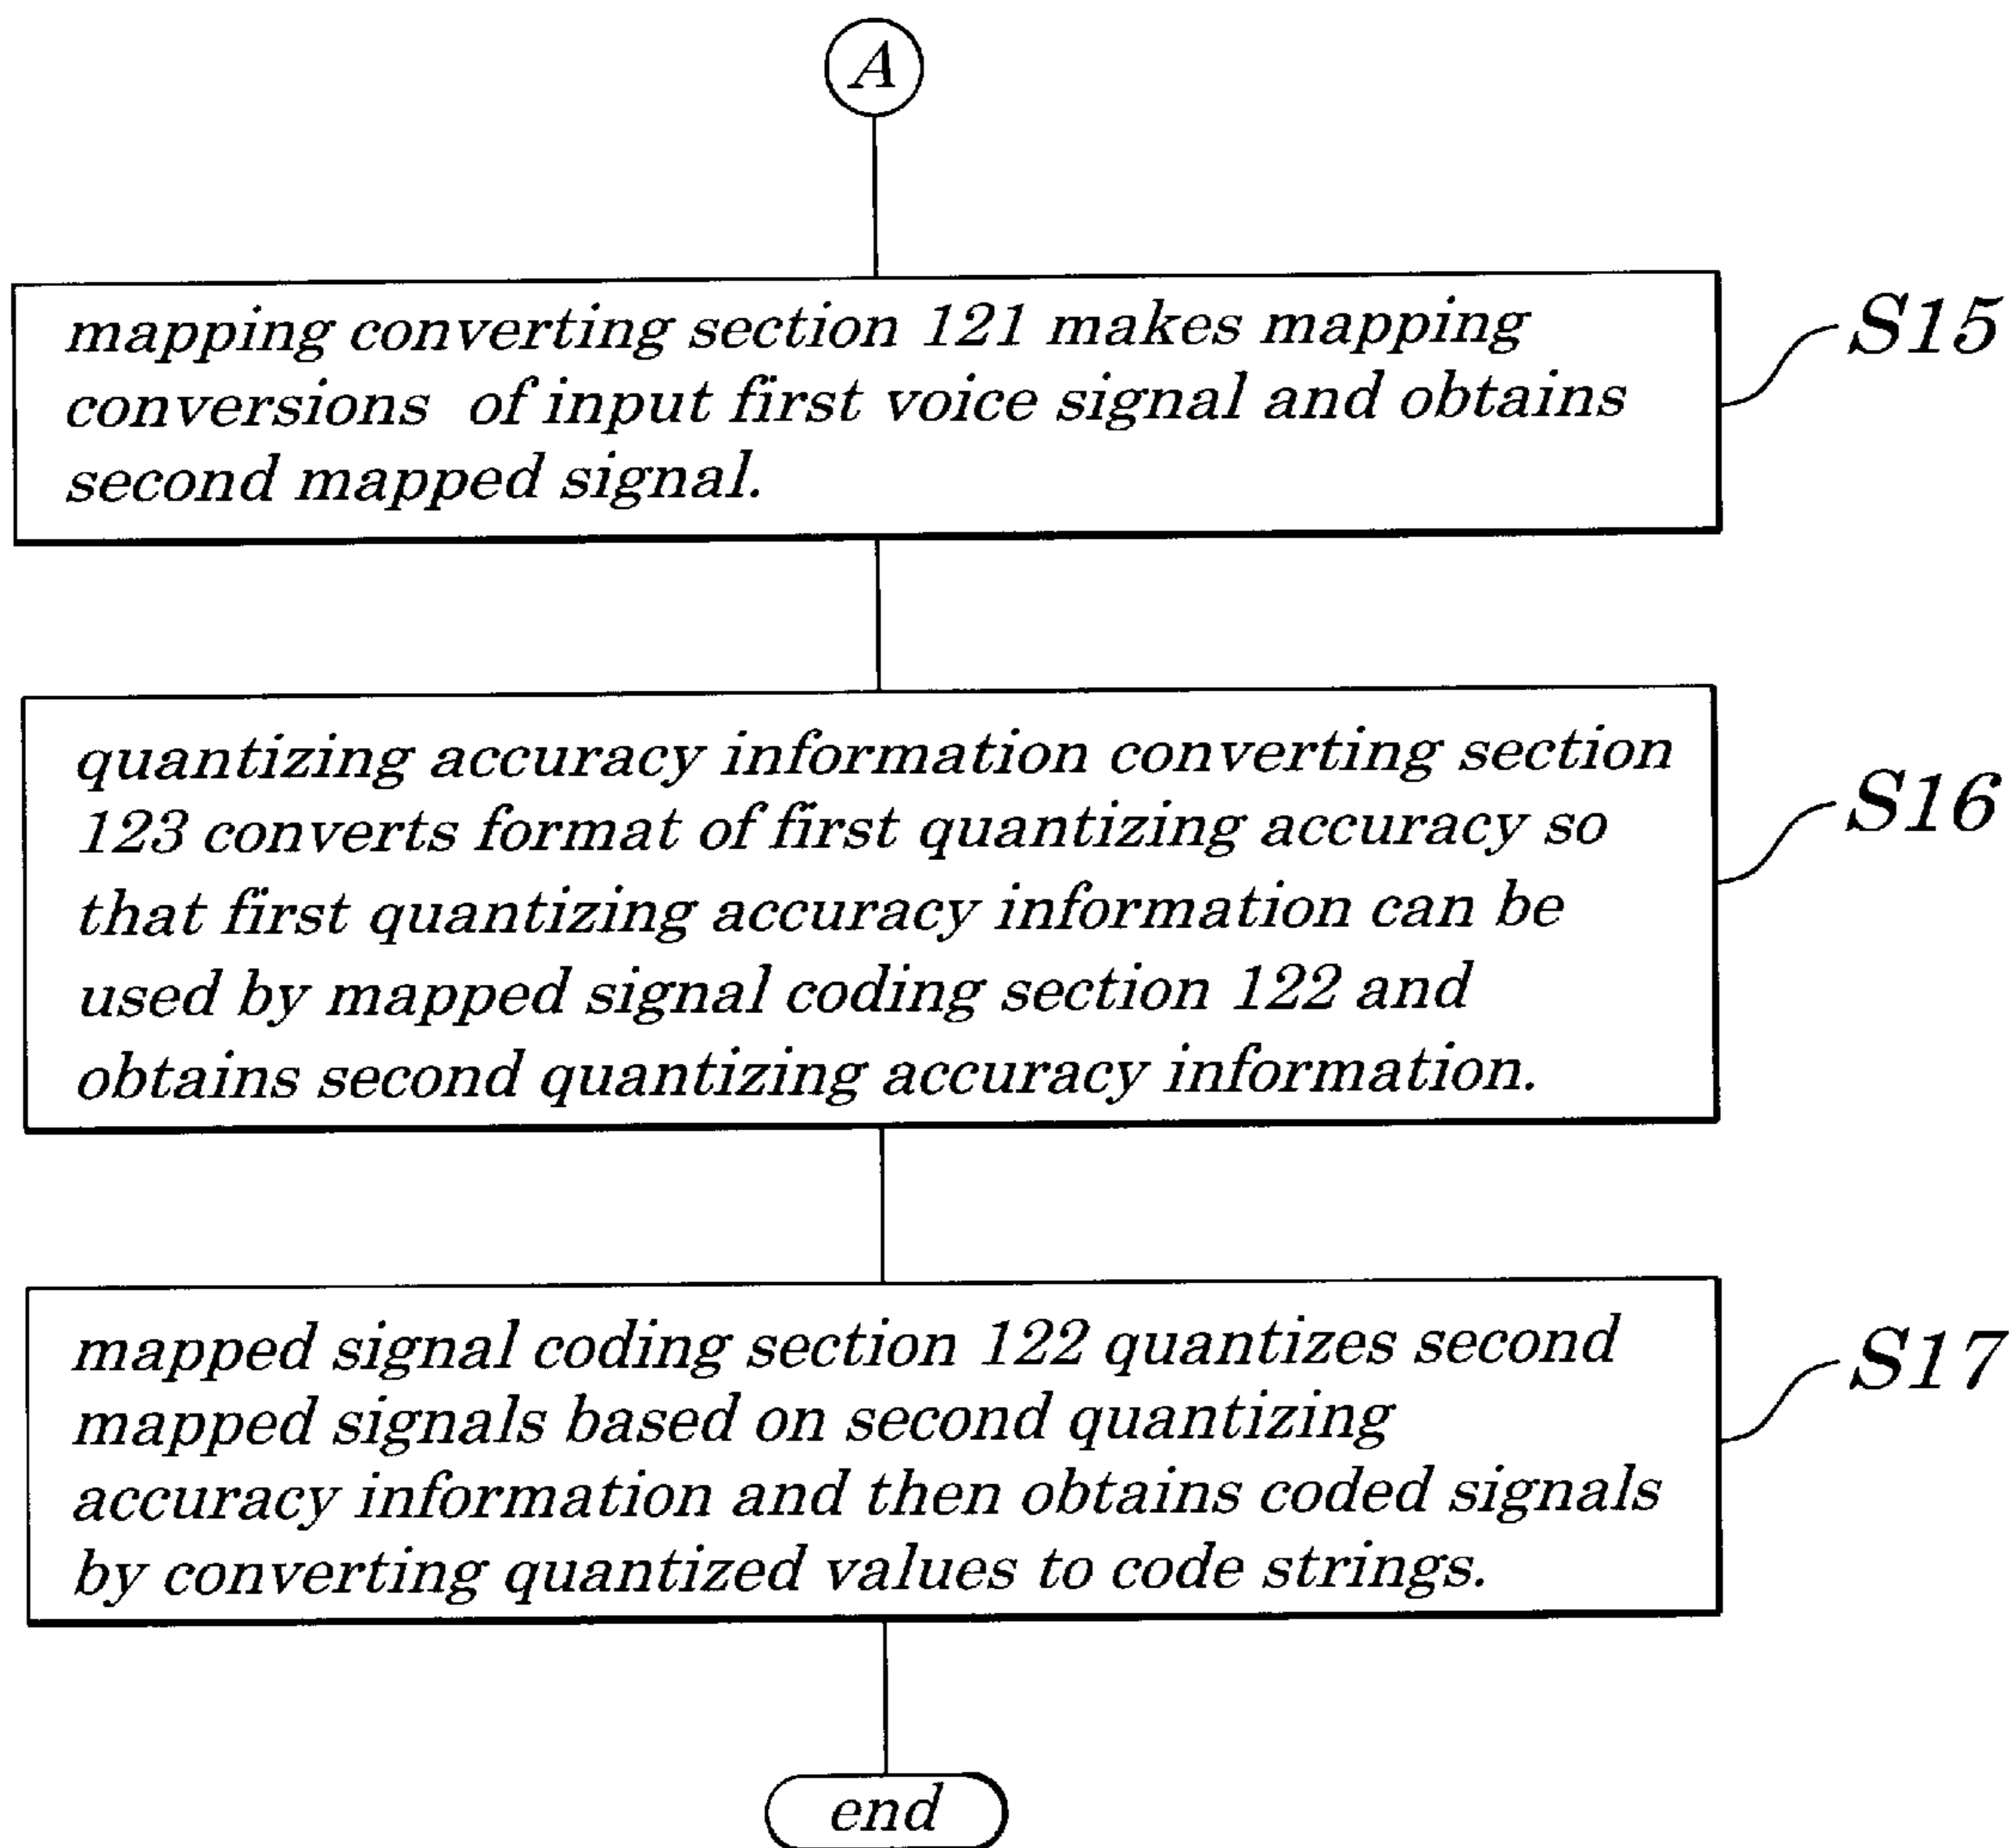 A
mapping converting section 121 makes mapping
conversions of input first voice signal and obtains
second mapped signal.
S15
quantizing accuracy information converting section
123 converts format of first quantizing accuracy so
that first quantizing accuracy information can be
used by mapped signal coding section 122 and
obtains second quantizing accuracy information.
S16
mapped signal coding section 122 quantizes second
mapped signals based on second quantizing
accuracy information and then obtains coded signals
by converting quantized values to code strings.
S17
end